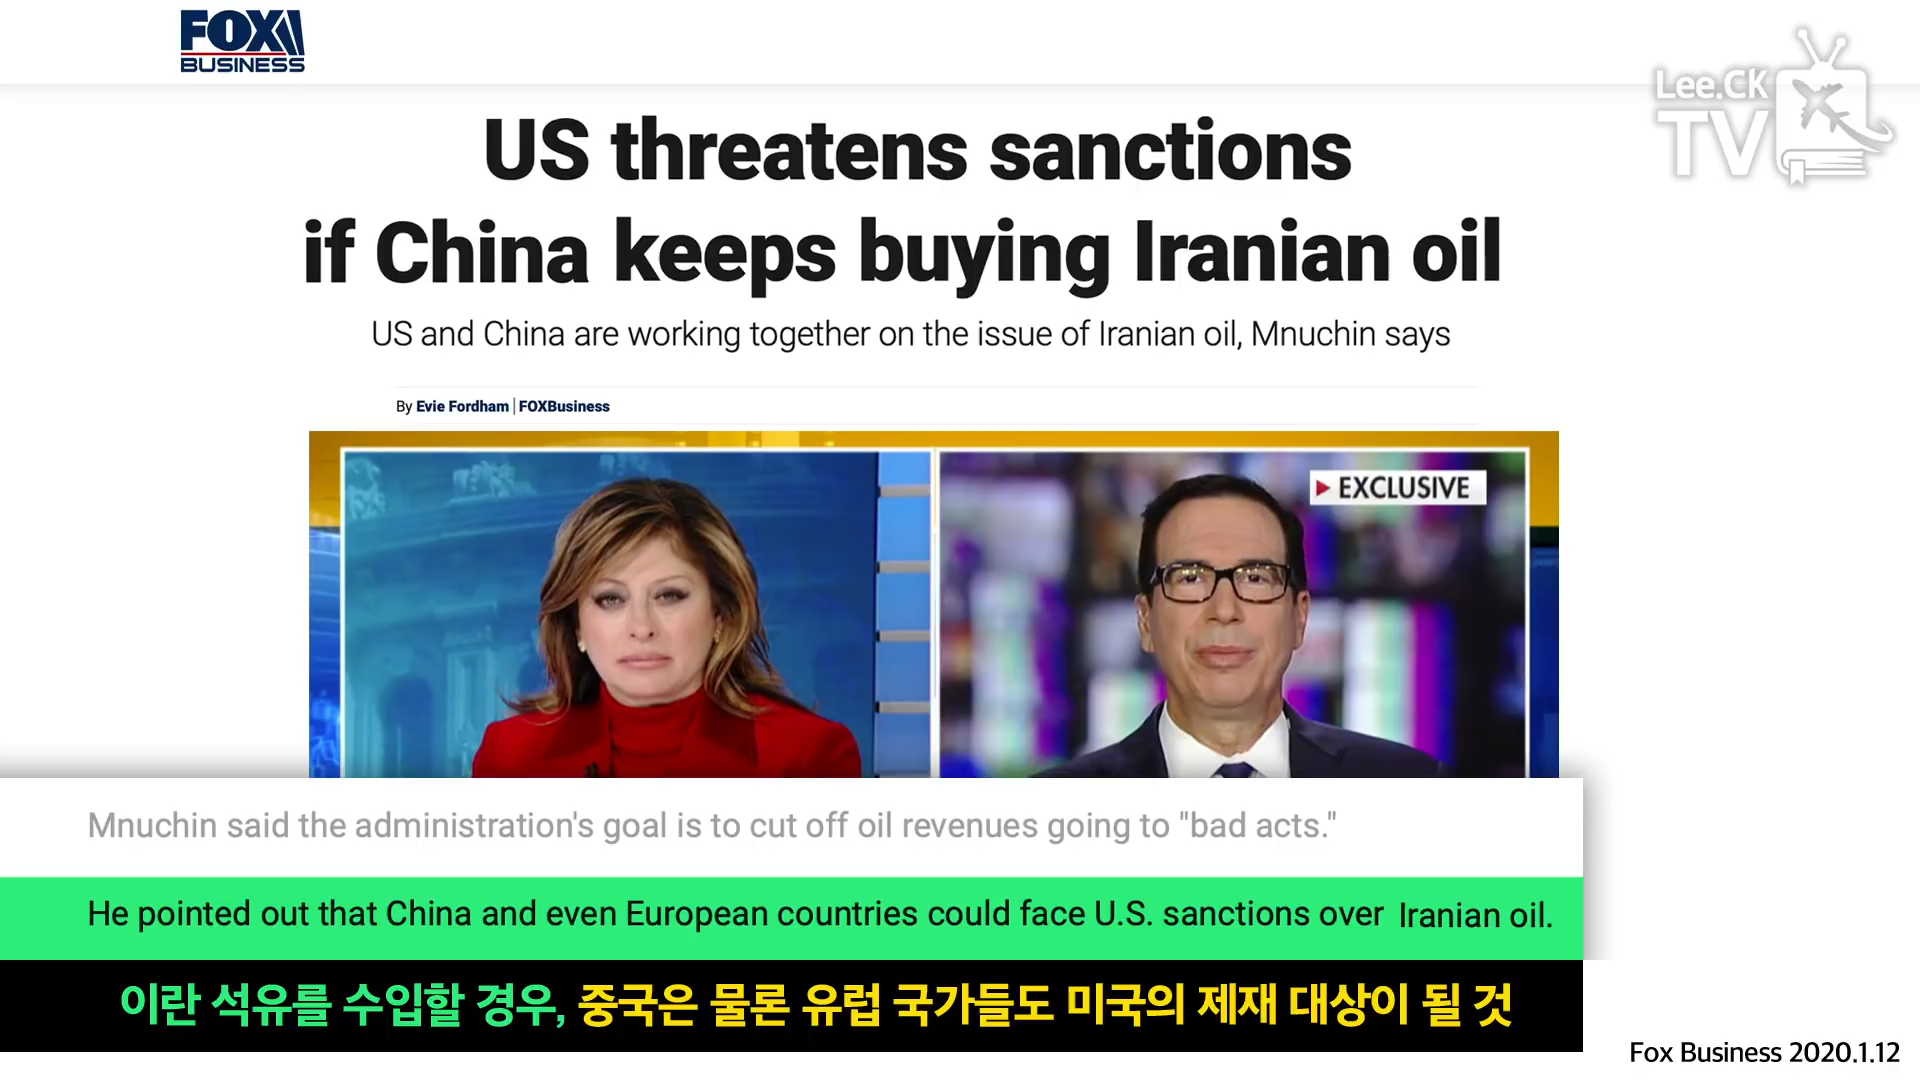 FOX
BUSINESS
Lee.CK
TV
US threatens sanctions
if China keeps buying Iranian oil
US and China are working together on the issue of Iranian oil, Mnuchin says
By Evie Fordham | FOXBusiness
EXCLUSIVE
Mnuchin said the administration's goal is to cut off oil revenues going to "bad acts."
He pointed out that China and even European countries could face U.S. sanctions over Iranian oil.
이란 석유를 수입할 경우, 중국은 물론 유럽 국가들도 미국의 제재 대상이 될 것
Fox Business 2020.1.12